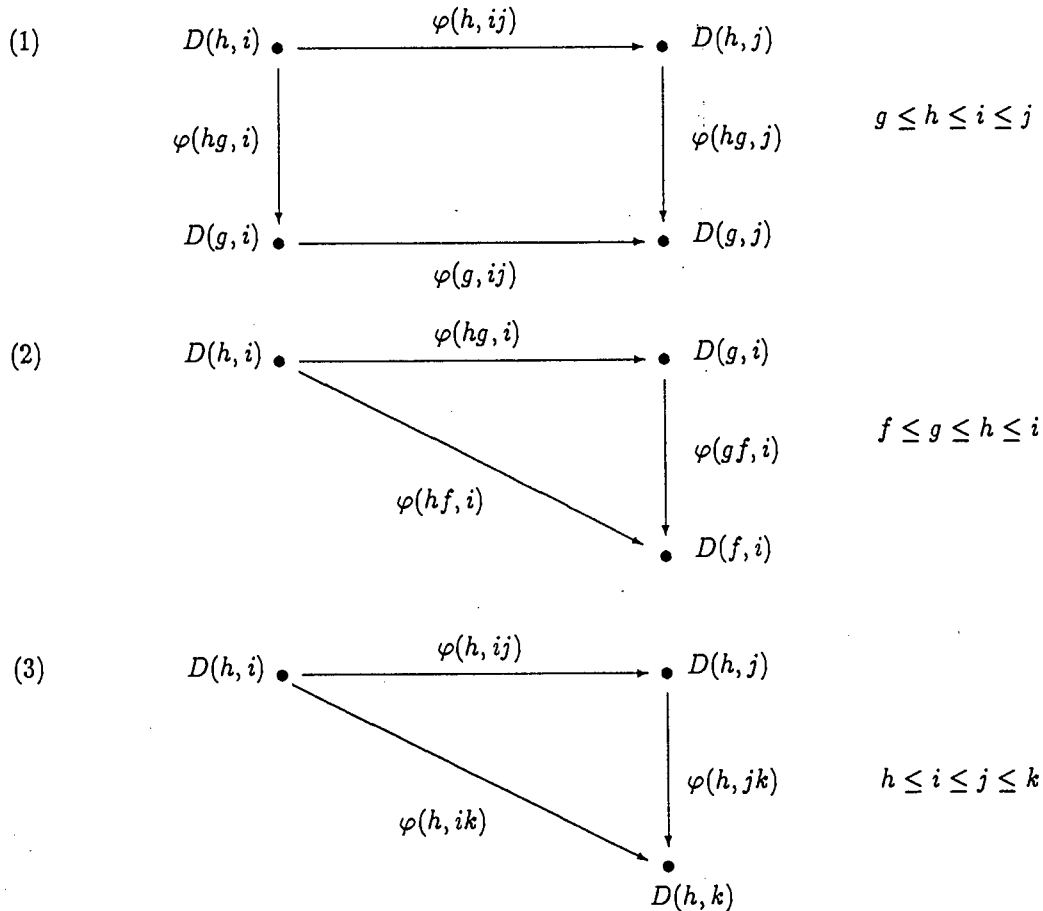 (1) D(h, i) φ(h, ij) D(h, j)
φ(hg, i) φ(hg, j) g ≤ h ≤ i ≤ j
D(g, i) D(g, j)
φ(g, ij)
(2) D(h, i) φ(hg, i) D(g, i)
φ(gf, i) f ≤ g ≤ h ≤ i
φ(hf, i)
D(f, i)
(3) D(h, i) φ(h, ij) D(h, j)
φ(h, jk) h ≤ i ≤ j ≤ k
φ(h, ik)
D(h, k)